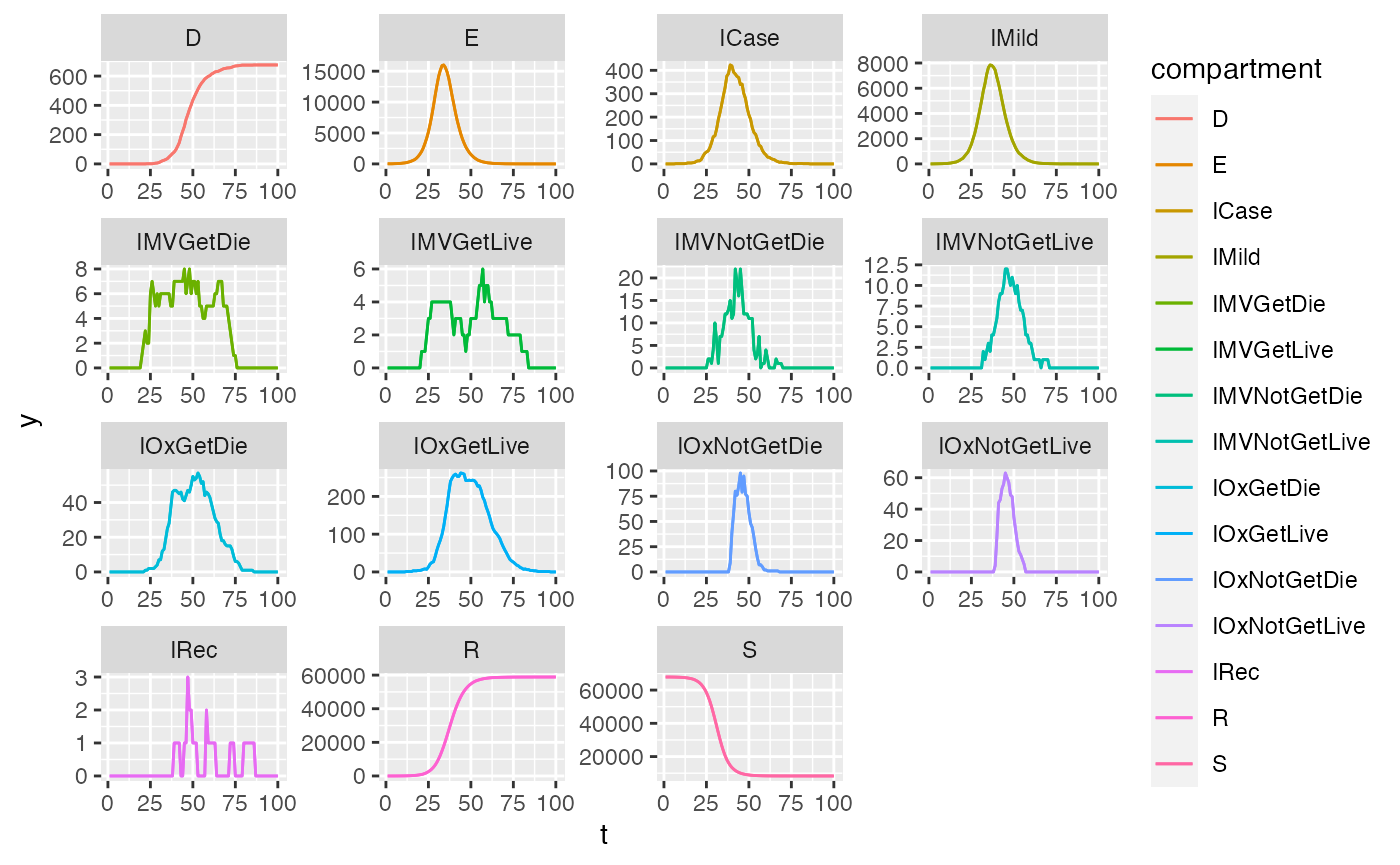 D E ICase IMild
600 400 200 0
15000 10000 5000 0
400 300 200 100 0
8000 6000 4000 2000 0
0 25 50 75 100 0 25 50 75 100 0 25 50 75 100 0 25 50 75 100
IMVGetDie IMVGetLive IMVNotGetDie IMVNotGetLive
8 6 4 2 0
6 4 2 0
20 15 10 5 0
12.5 10.0 7.5 5.0 2.5 0.0
0 25 50 75 100 0 25 50 75 100 0 25 50 75 100 0 25 50 75 100
y
IOxGetDie IOxGetLive IOxNotGetDie IOxNotGetLive
40 20 0
200 100 0
100 75 50 25 0
60 40 20 0
0 25 50 75 100 0 25 50 75 100 0 25 50 75 100 0 25 50 75 100
IRec R S
3 2 1 0
60000 40000 20000 0
60000 40000 20000
0 25 50 75 100 0 25 50 75 100 0 25 50 75 100
t
compartment
D
E
ICase
IMild
IMVGetDie
IMVGetLive
IMVNotGetDie
IMVNotGetLive
IOxGetDie
IOxGetLive
IOxNotGetDie
IOxNotGetLive
IRec
R
S